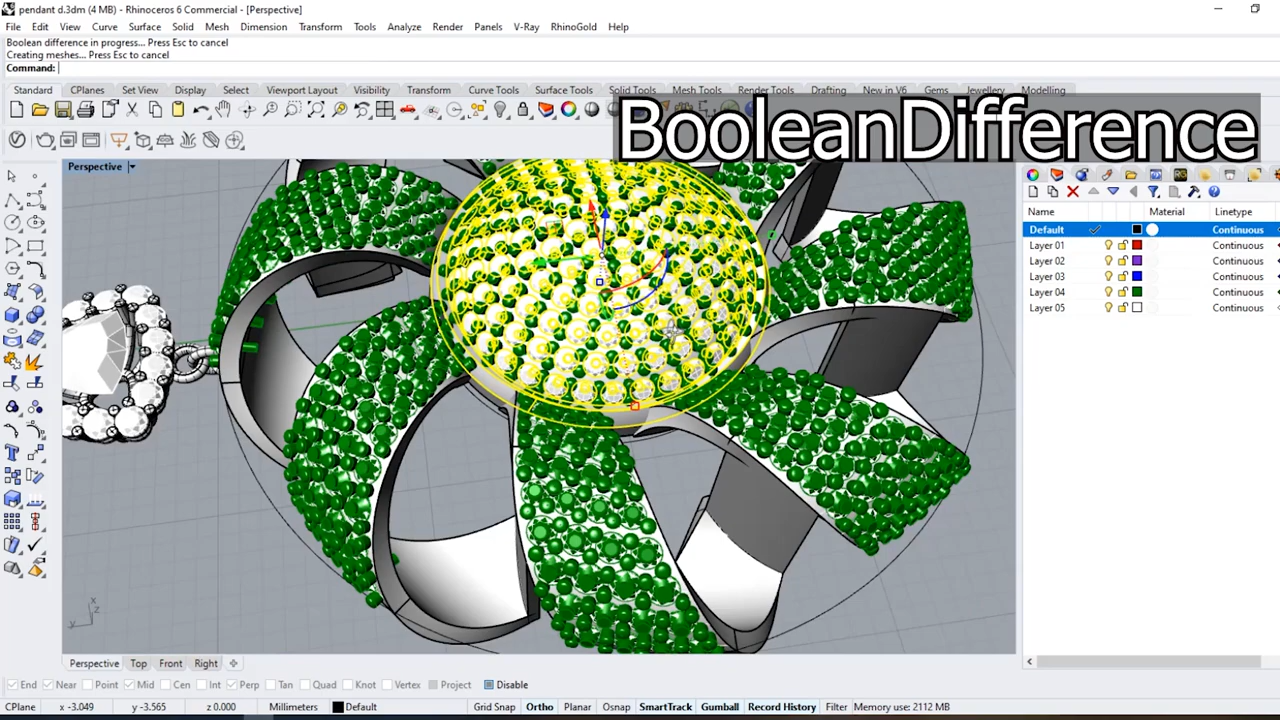 pendant d.3dm (4 MB) - Rhinoceros 6 Commercial - [Perspective]
File Edit View Curve Surface Solid Mesh Dimension Transform Tools Analyze Render Panels V-Ray RhinoGold Help
Boolean difference in progress... Press Esc to cancel
Creating meshes... Press Esc to cancel
Command:
Standard CPlanes Set View Display Select Viewport Layout Visibility Transform Curve Tools Surface Tools Solid Tools Mesh Tools Render Tools Drafting New in V6 Gems Jewellery Modelling
BooleanDifference
Perspective
Name Material Linetype
Default Continuous
Layer 01 Continuous
Layer 02 Continuous
Layer 03 Continuous
Layer 04 Continuous
Layer 05 Continuous
x
z
y
Perspective Top Front Right
End Near Point Mid Cen Int Perp Tan Quad Knot Vertex Project Disable
CPlane x -3.049 y -3.565 z 0.000 Millimeters Default Grid Snap Ortho Planar Osnap SmartTrack Gumball Record History Filter Memory use: 2112 MB